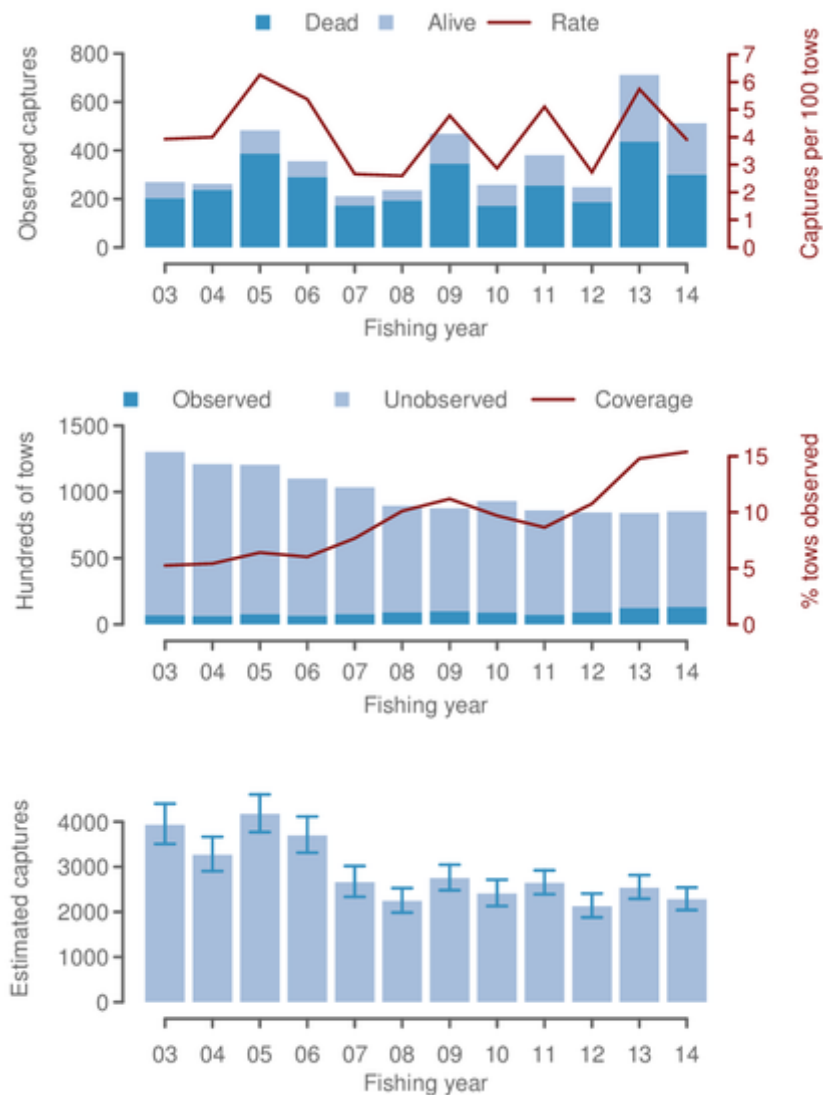 Dead Alive Rate
800
600
400
200
0
Observed captures
7
6
5
4
3
2
1
0
Captures per 100 tows
03 04 05 06 07 08 09 10 11 12 13 14
Fishing year
Observed Unobserved Coverage
1500
1000
500
0
Hundreds of tows
15
10
5
0
% tows observed
03 04 05 06 07 08 09 10 11 12 13 14
Fishing year
4000
3000
2000
1000
0
Estimated captures
03 04 05 06 07 08 09 10 11 12 13 14
Fishing year